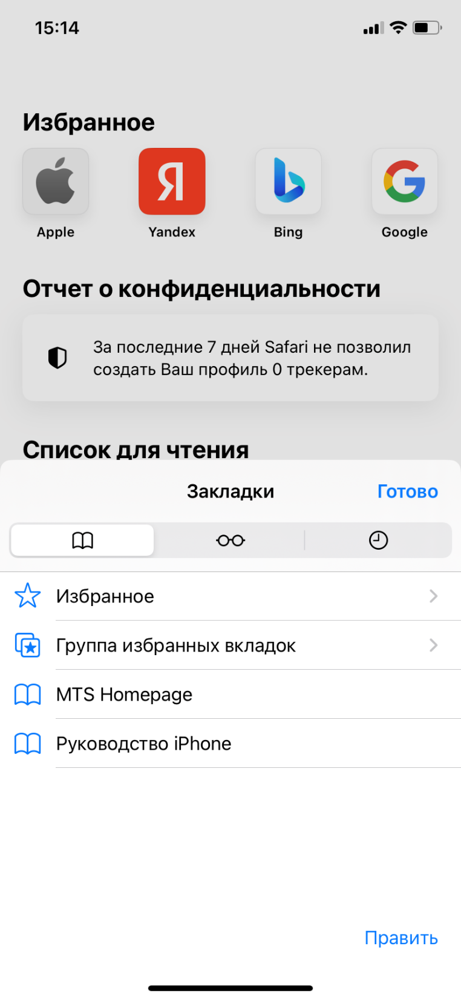 15:14
Избранное
Apple
Yandex
Bing
Google
Отчет о конфиденциальности
За последние 7 дней Safari не позволил
создать Ваш профиль 0 трекерам.
Список для чтения
Закладки
Готово
Избранное
Группа избранных вкладок
MTS Homepage
Руководство iPhone
Править